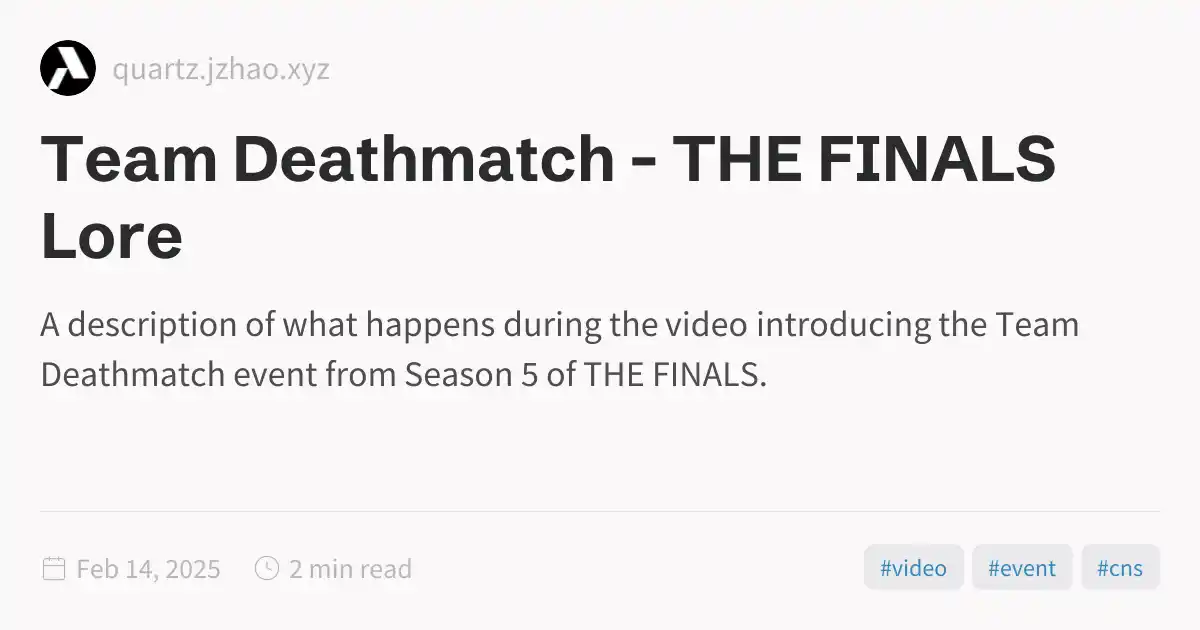 quartz.jzhao.xyz
Team Deathmatch - THE FINALS
Lore
A description of what happens during the video introducing the Team
Deathmatch event from Season 5 of THE FINALS.
Feb 14, 2025 2 min read #video #event #cns